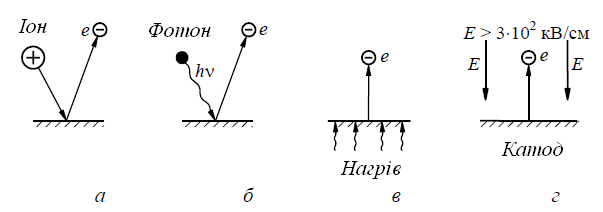 Іон
e
Фотон
hν
e
e
Нагрів
E > 3·10² кВ/см
E
e
E
Катод
а
б
в
г